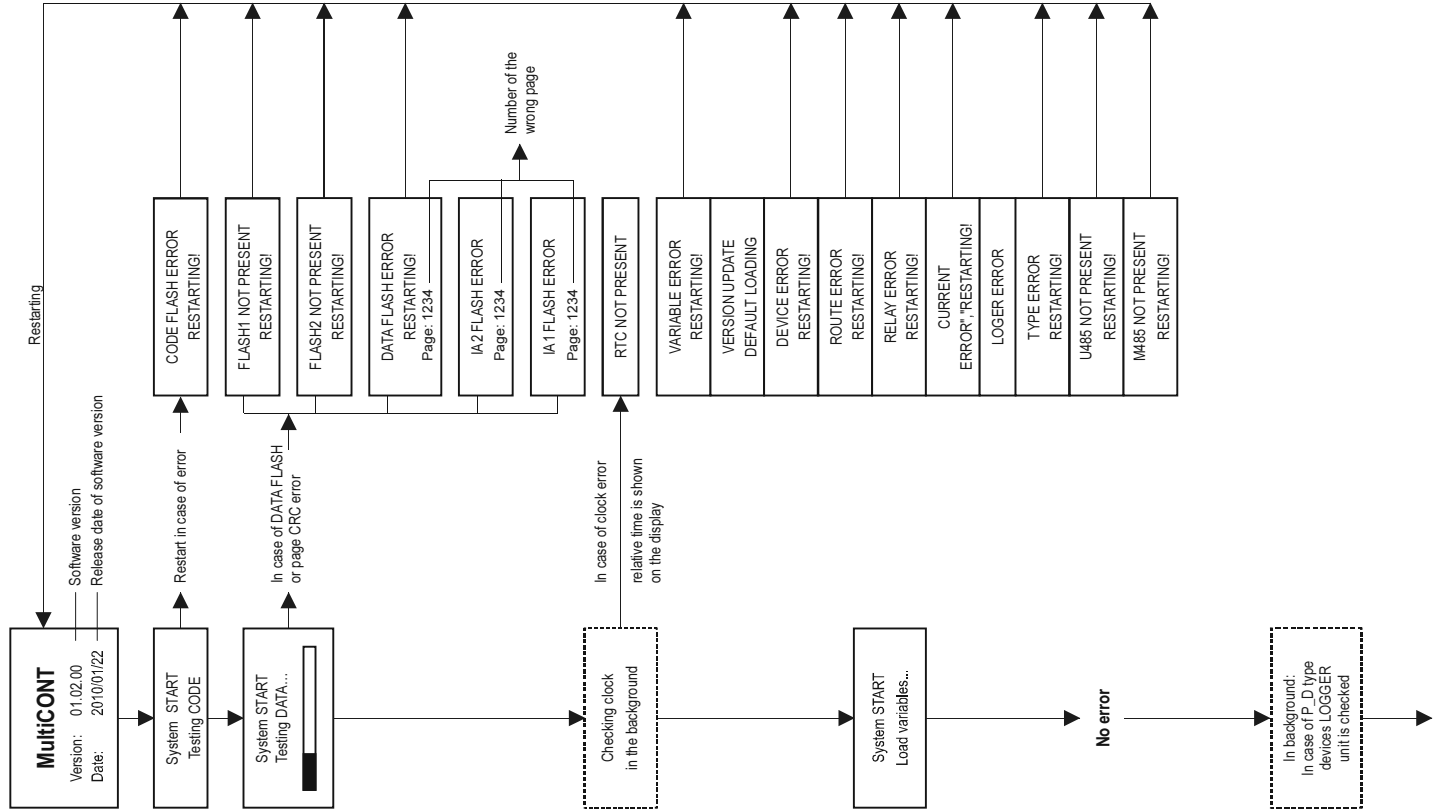 Restarting
MultiCONT
Version: 01.02.00
Date: 2010/01/22
Software version
Release date of software version
System START
Testing CODE
Restart in case of error
CODE FLASH ERROR
RESTARTING!
System START
Testing DATA...
In case of DATA FLASH
or page CRC error
FLASH1 NOT PRESENT
RESTARTING!
FLASH2 NOT PRESENT
RESTARTING!
DATA FLASH ERROR
RESTARTING!
Page: 1234
IA2 FLASH ERROR
Page: 1234
IA1 FLASH ERROR
Page: 1234
Number of the
wrong page
Checking clock
in the background
In case of clock error
relative time is shown
on the display
RTC NOT PRESENT
System START
Load variables...
VARIABLE ERROR
RESTARTING!
VERSION UPDATE
DEFAULT LOADING
DEVICE ERROR
RESTARTING!
ROUTE ERROR
RESTARTING!
RELAY ERROR
RESTARTING!
CURRENT
ERROR","RESTARTING!
LOGER ERROR
TYPE ERROR
RESTARTING!
U485 NOT PRESENT
RESTARTING!
M485 NOT PRESENT
RESTARTING!
No error
In background:
In case of P_D type
devices LOGGER
unit is checked